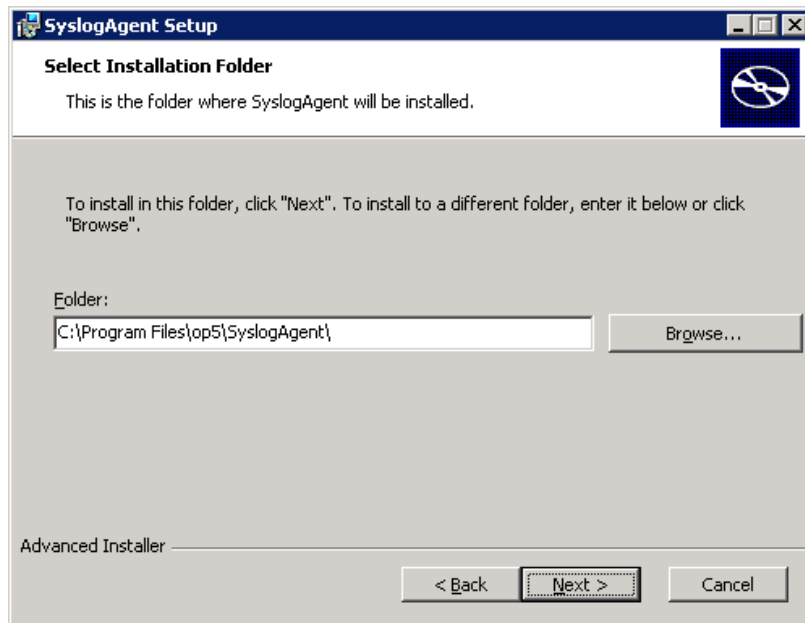 SyslogAgent Setup
Select Installation Folder
This is the folder where SyslogAgent will be installed.
To install in this folder, click "Next". To install to a different folder, enter it below or click
"Browse".
Folder:
C:\Program Files\op5\SyslogAgent\
Browse...
Advanced Installer
< Back
Next >
Cancel